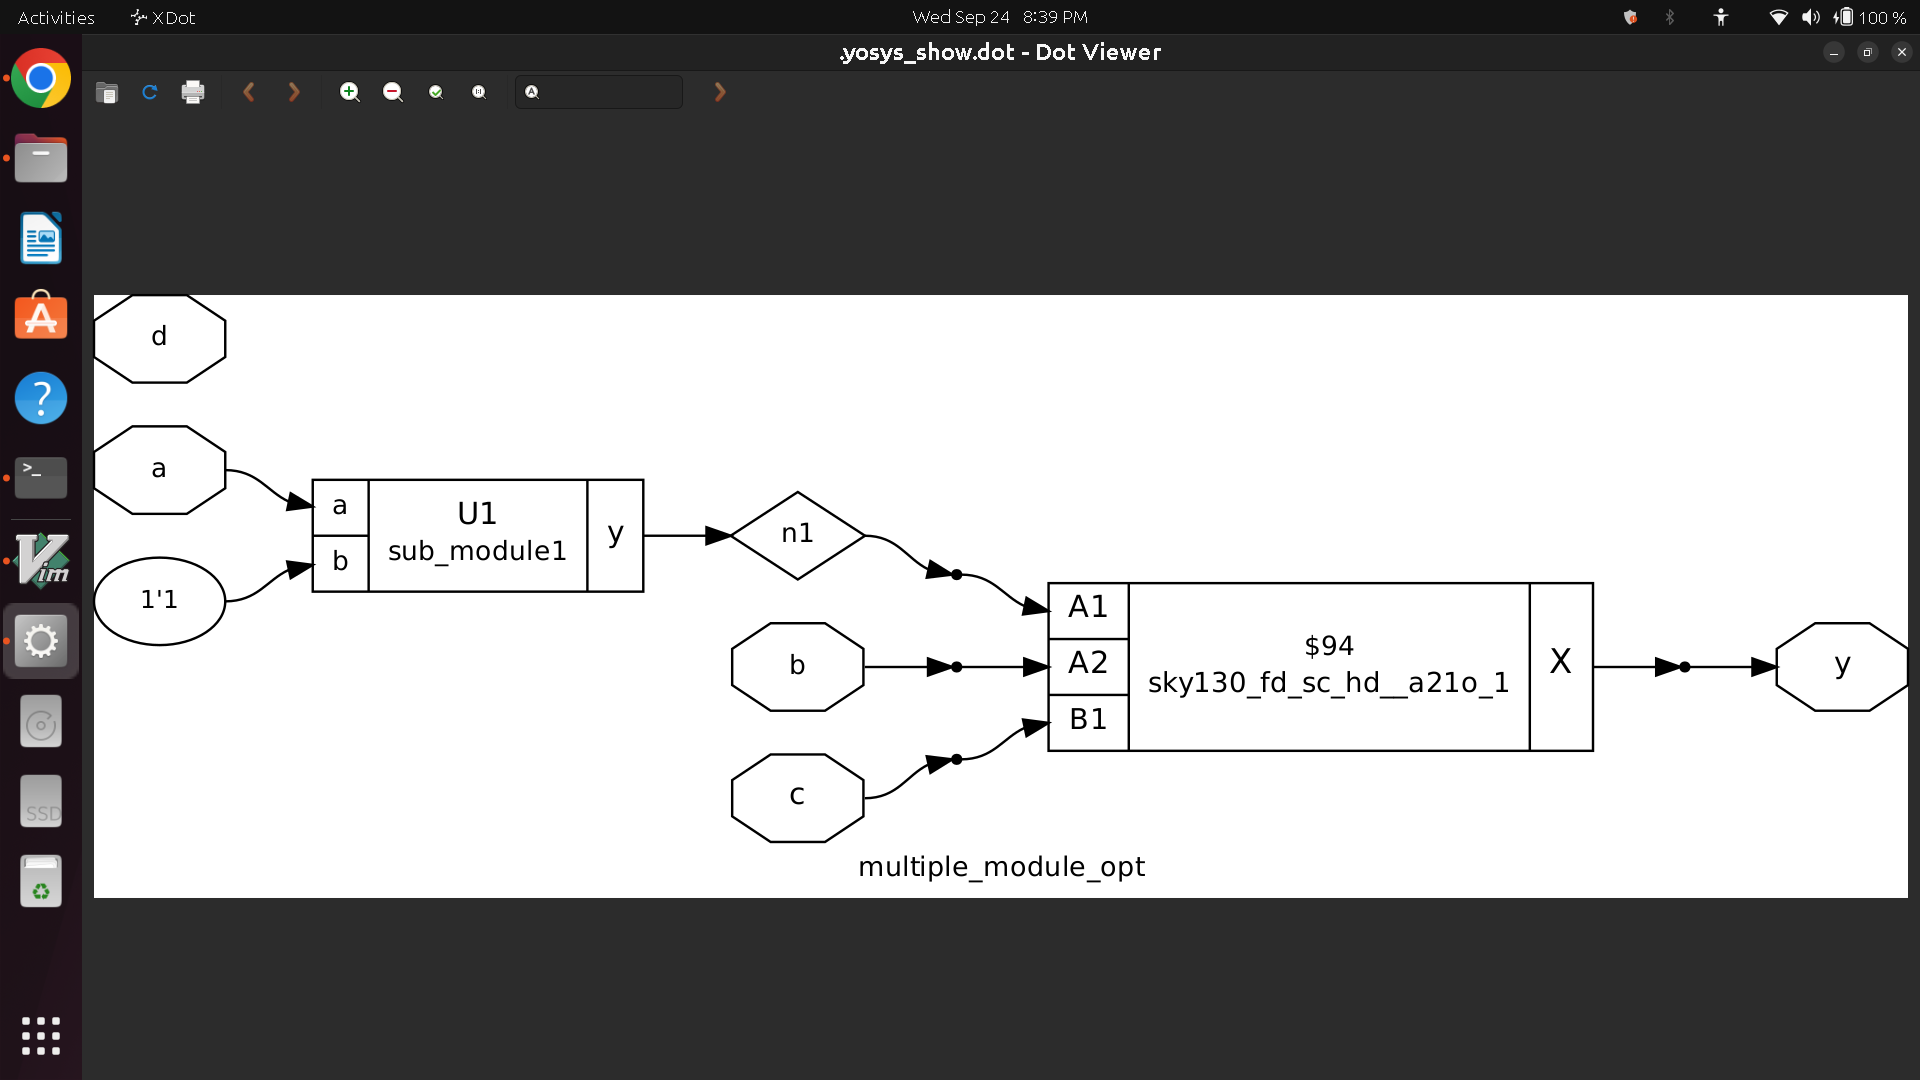 Activities
XDot
Wed Sep 24 8:39 PM
100 %
.yosys_show.dot - Dot Viewer
d
a
1'1
a
b
U1
sub_module1
y
n1
b
c
A1
A2
B1
$94
sky130_fd_sc_hd__a21o_1
X
y
multiple_module_opt
>_
Vim
SSD
A
?